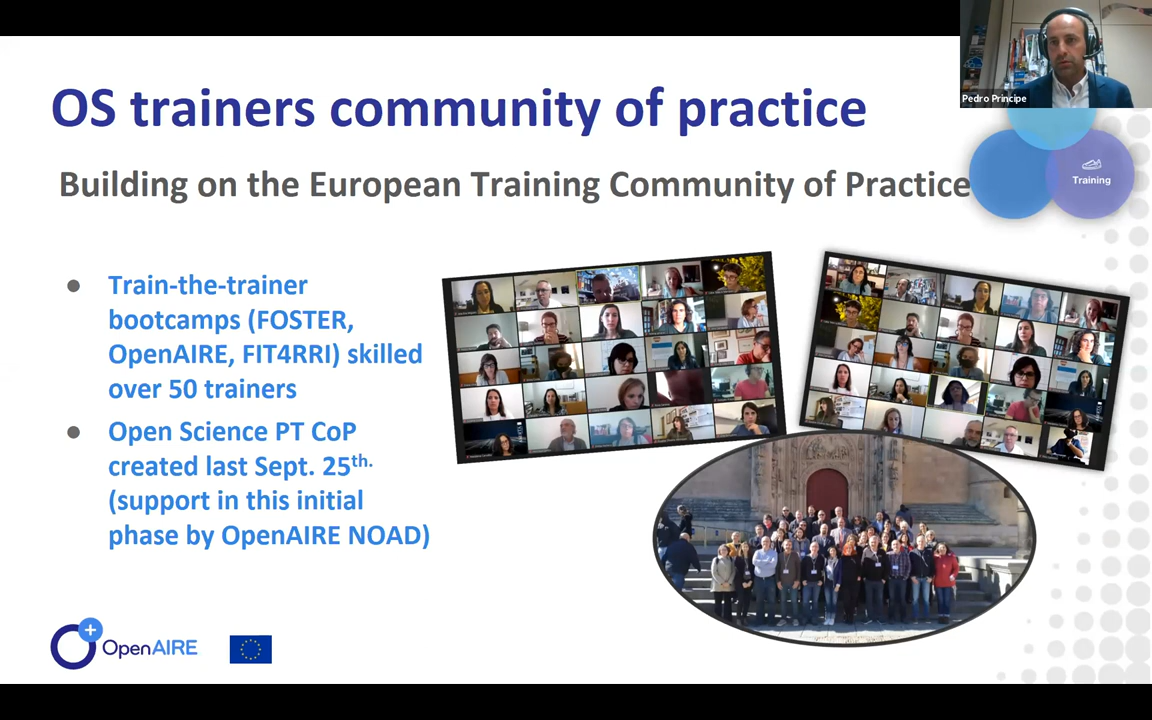 Pedro Principe
OS trainers community of practice
Building on the European Training Community of Practice
Training
Train-the-trainer
bootcamps (FOSTER,
OpenAIRE, FIT4RRI) skilled
over 50 trainers
Open Science PT CoP
created last Sept. 25th.
(support in this initial
phase by OpenAIRE NOAD)
OpenAIRE